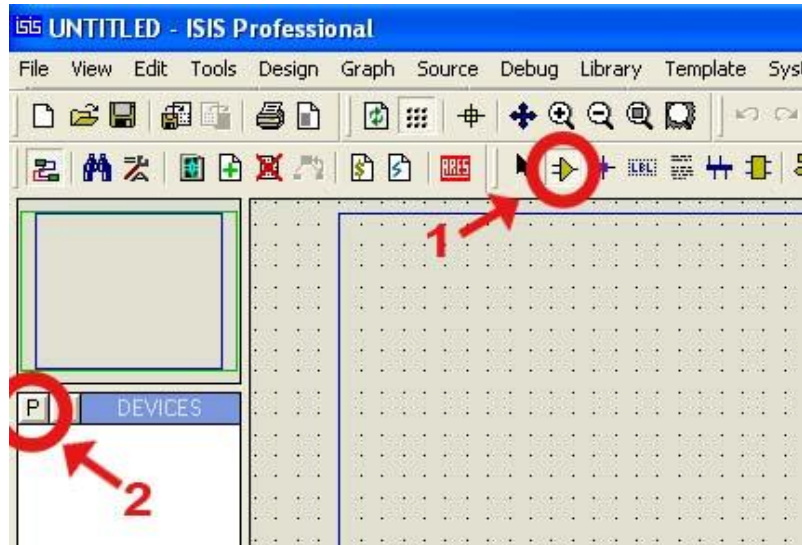 isis UNTITLED - ISIS Professional
File View Edit Tools Design Graph Source Debug Library Template Syst
ARES
LBL
1
P DEVICES
2